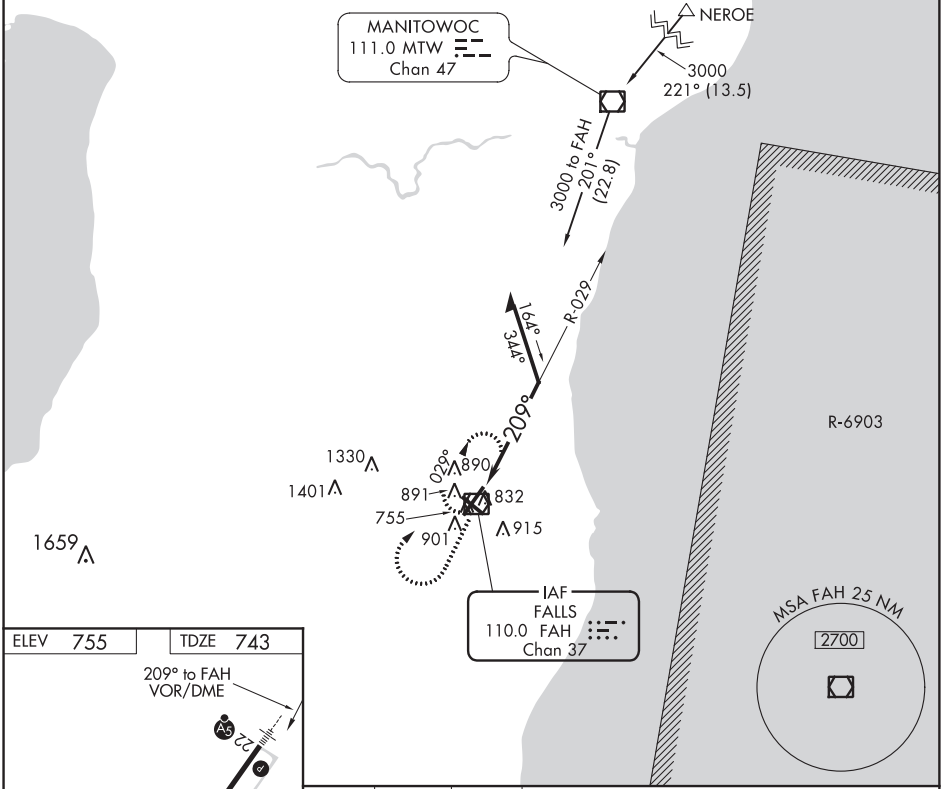 NEROE
MANITOWOC
111.0 MTW
Chan 47
3000
221° (13.5)
3000 to FAH
201°
(22.8)
R-029
164°
344°
209°
R-6903
029°
1330
890
1401
891
832
755
901
915
1659
IAF
FALLS
110.0 FAH
Chan 37
MSA FAH 25 NM
2700
ELEV 755
TDZE 743
209° to FAH
VOR/DME
A5
22
P